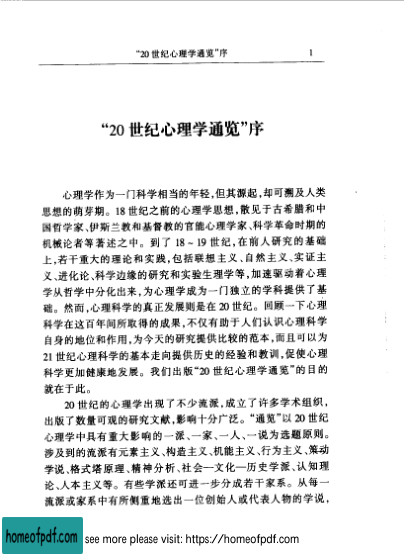 “20 世纪心理学通览”序 1
“20 世纪心理学通览”序
心理学作为一门科学相当的年轻,但其源起,却可溯及人类
思想的萌芽期。18 世纪之前的心理学思想,散见于古希腊和中
国哲学家、伊斯兰教和基督教的官能心理学家、科学革命时期的
机械论者等著述之中。到了 18~19 世纪,在前人研究的基础
上,若干重大的理论和实践,包括联想主义、自然主义、实证主
义、进化论、科学边缘的研究和实验生理学等,加速驱动着心理
学从哲学中分化出来,为心理学成为一门独立的学科提供了基
础。然而,心理科学的真正发展则是在 20 世纪。回顾一下心理
科学在这百年间所取得的成果,不仅有助于人们认识心理科学
自身的地位和作用,为今天的研究提供比较的范本,而且可以为
21 世纪心理科学的基本走向提供历史的经验和教训,促使心理
科学更加健康地发展。我们出版“20 世纪心理学通览”的目的
就在于此。
20 世纪的心理学出现了不少流派,成立了许多学术组织,
出版了数量可观的研究文献,影响十分广泛。“通览”以 20 世纪
心理学中具有重大影响的一派、一家、一人、一说为选题原则。
涉及到的流派有元素主义、构造主义、机能主义、行为主义、策动
学说、格式塔原理、精神分析、社会—文化—历史学派、认知理
论、人本主义等。有些学派还可进一步分成若干家系。从每一
流派或家系中有所侧重地选出一位创始人或代表人物的学说,
homeofpdf.com
see more please visit: https://homeofpdf.com